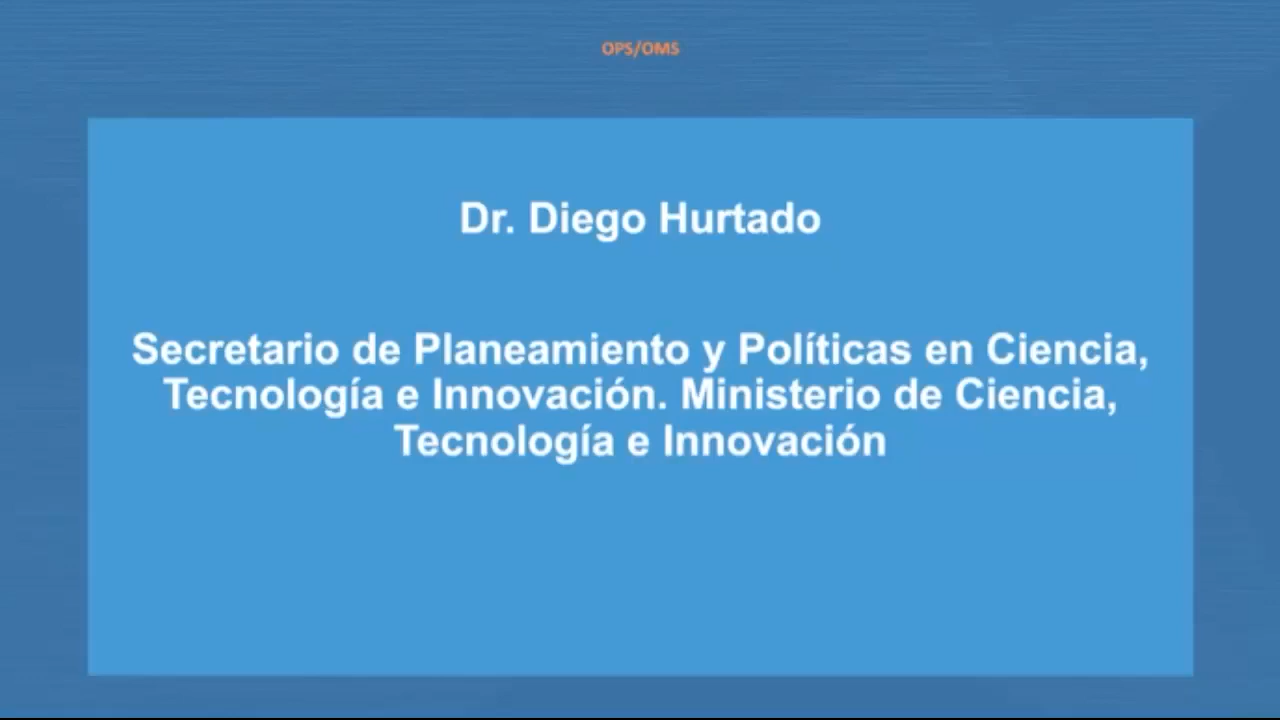 OPS/OMS
Dr. Diego Hurtado
Secretario de Planeamiento y Políticas en Ciencia,
Tecnología e Innovación. Ministerio de Ciencia,
Tecnología e Innovación